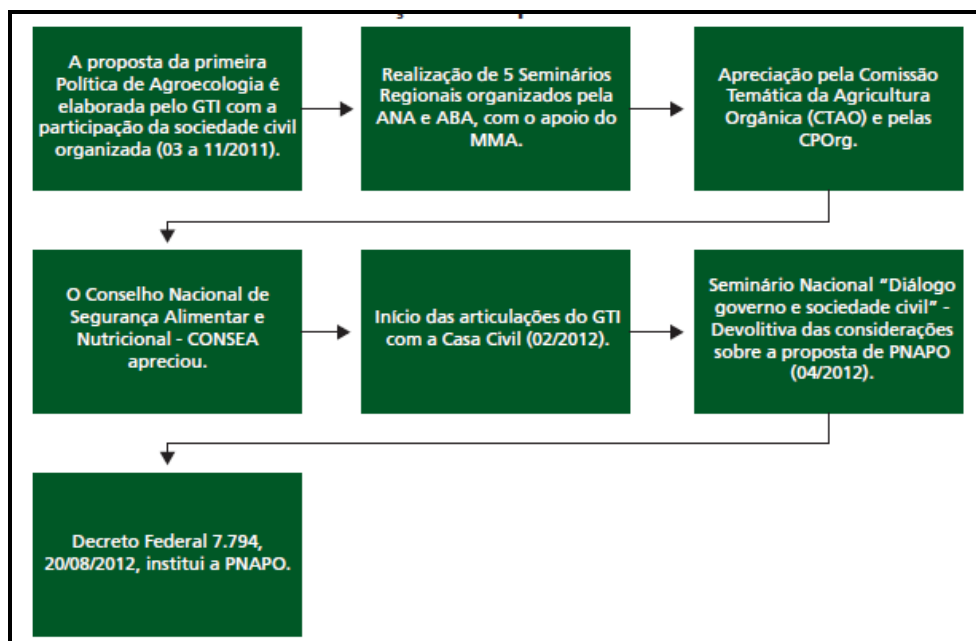 A proposta da primeira
Política de Agroecologia é
elaborada pelo GTI com a
participação da sociedade civil
organizada (03 a 11/2011).
Realização de 5 Seminários
Regionais organizados pela
ANA e ABA, com o apoio do
MMA.
Apreciação pela Comissão
Temática da Agricultura
Orgânica (CTAO) e pelas
CPOrg.
O Conselho Nacional de
Segurança Alimentar e
Nutricional - CONSEA
apreciou.
Início das articulações do GTI
com a Casa Civil (02/2012).
Seminário Nacional “Diálogo
governo e sociedade civil” -
Devolitiva das considerações
sobre a proposta de PNAPO
(04/2012).
Decreto Federal 7.794,
20/08/2012, institui a PNAPO.